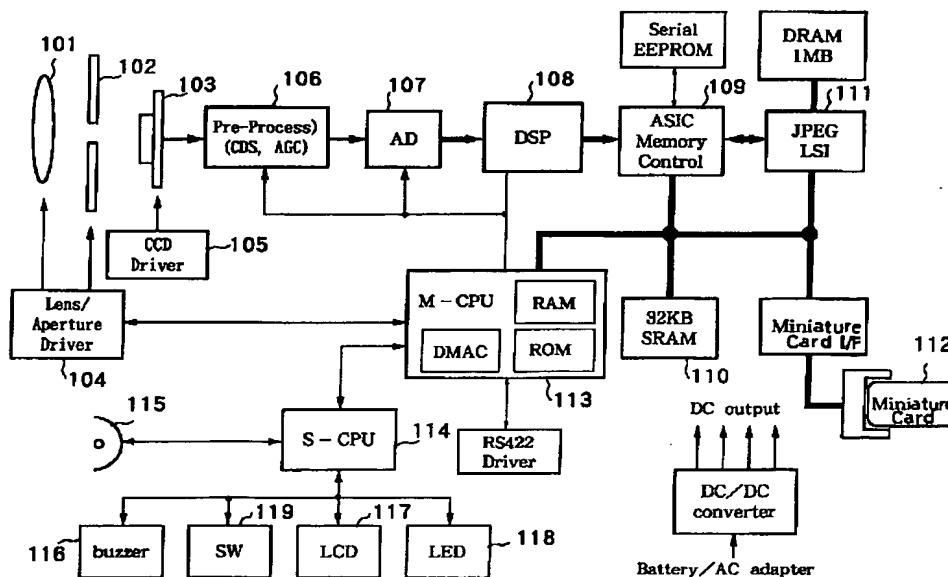 101
102
103
106
Pre-Process)
(CDS, AGC)
107
AD
108
DSP
Serial
EEPROM
109
ASIC
Memory
Control
DRAM
1MB
111
JPEG
LSI
CCD
Driver
105
Lens/
Aperture
Driver
104
M-CPU
RAM
DMAC
ROM
113
32KB
SRAM
110
Miniature
Card I/F
112
Miniature
Card
115
S-CPU
114
RS422
Driver
DC output
DC/DC
converter
Battery/AC adapter
116
buzzer
119
SW
117
LCD
LED
118